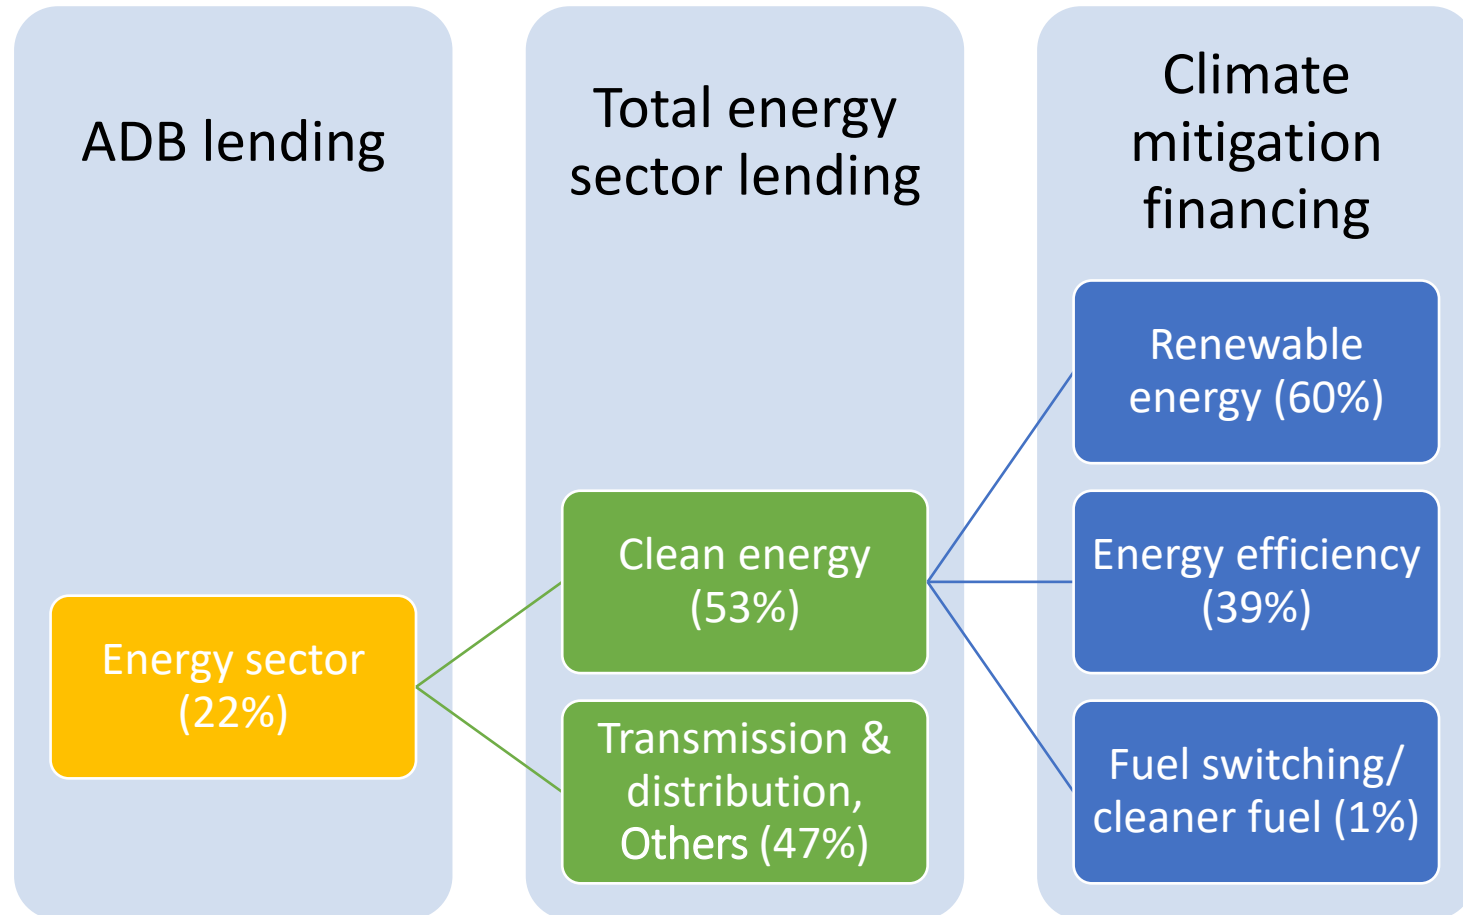 ADB lending
Energy sector
(22%)
Total energy
sector lending
Clean energy
(53%)
Transmission &
distribution,
Others (47%)
Climate
mitigation
financing
Renewable
energy (60%)
Energy efficiency
(39%)
Fuel switching/
cleaner fuel (1%)